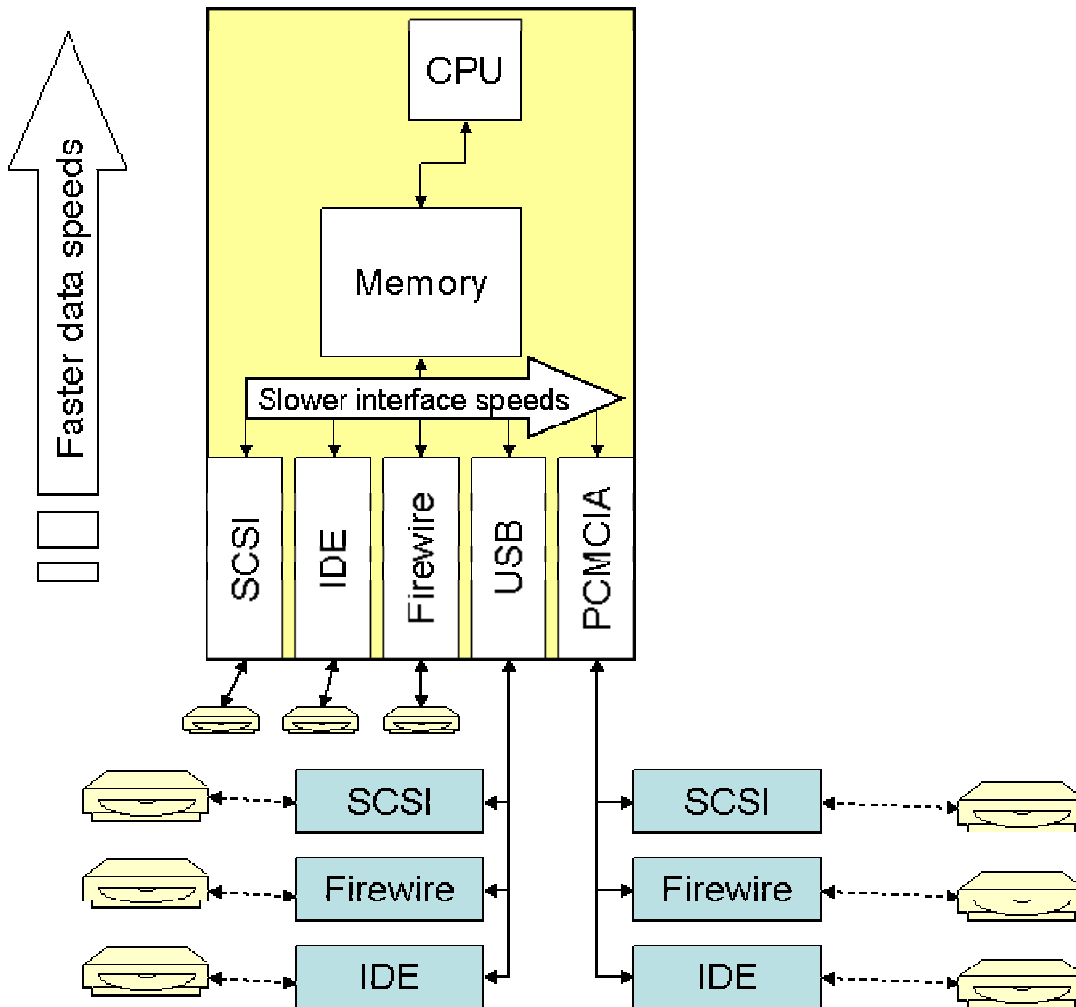 CPU
Faster data speeds
Memory
Slower interface speeds
SCSI
IDE
Firewire
USB
PCMCIA
SCSI
SCSI
Firewire
Firewire
IDE
IDE